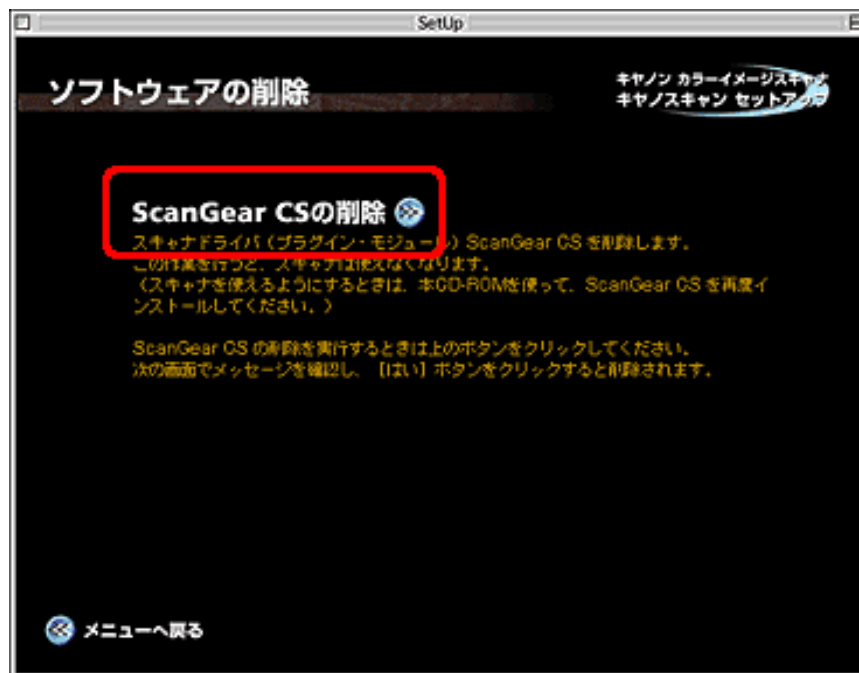 SetUp
ソフトウェアの削除
キヤノン カラーイメージスキャナ
キヤノスキャン セットアップ
ScanGear CSの削除
スキャナドライバ（プラグイン・モジュール）ScanGear CS を削除します。
この作業を行うと、スキャナは使えなくなります。
（スキャナを使えるようにするときは、本CD-ROMを使って、ScanGear CS を再度イ
ンストールしてください。）
ScanGear CS の削除を実行するときは上のボタンをクリックしてください。
次の画面でメッセージを確認し、［はい］ボタンをクリックすると削除されます。
メニューへ戻る